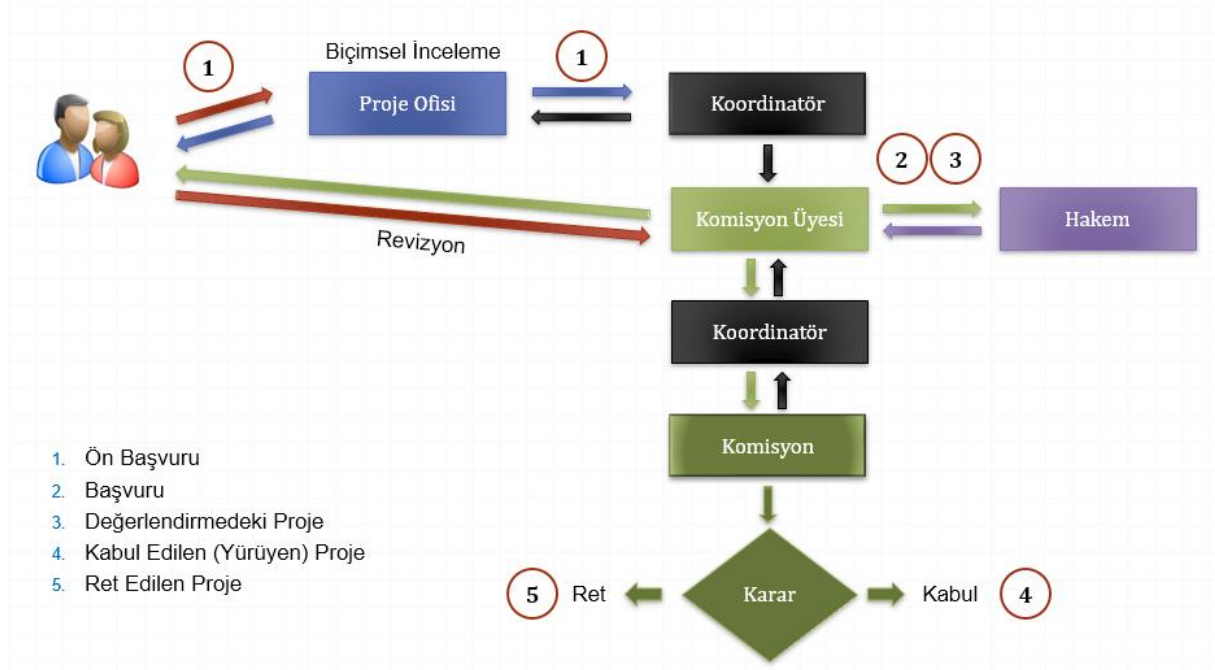 Biçimsel İnceleme
1
1
Proje Ofisi
Koordinatör
2 3
Komisyon Üyesi
Hakem
Revizyon
Koordinatör
Komisyon
1. Ön Başvuru
2. Başvuru
3. Değerlendirmedeki Proje
4. Kabul Edilen (Yürüyen) Proje
5. Ret Edilen Proje
5 Ret
Karar
Kabul 4